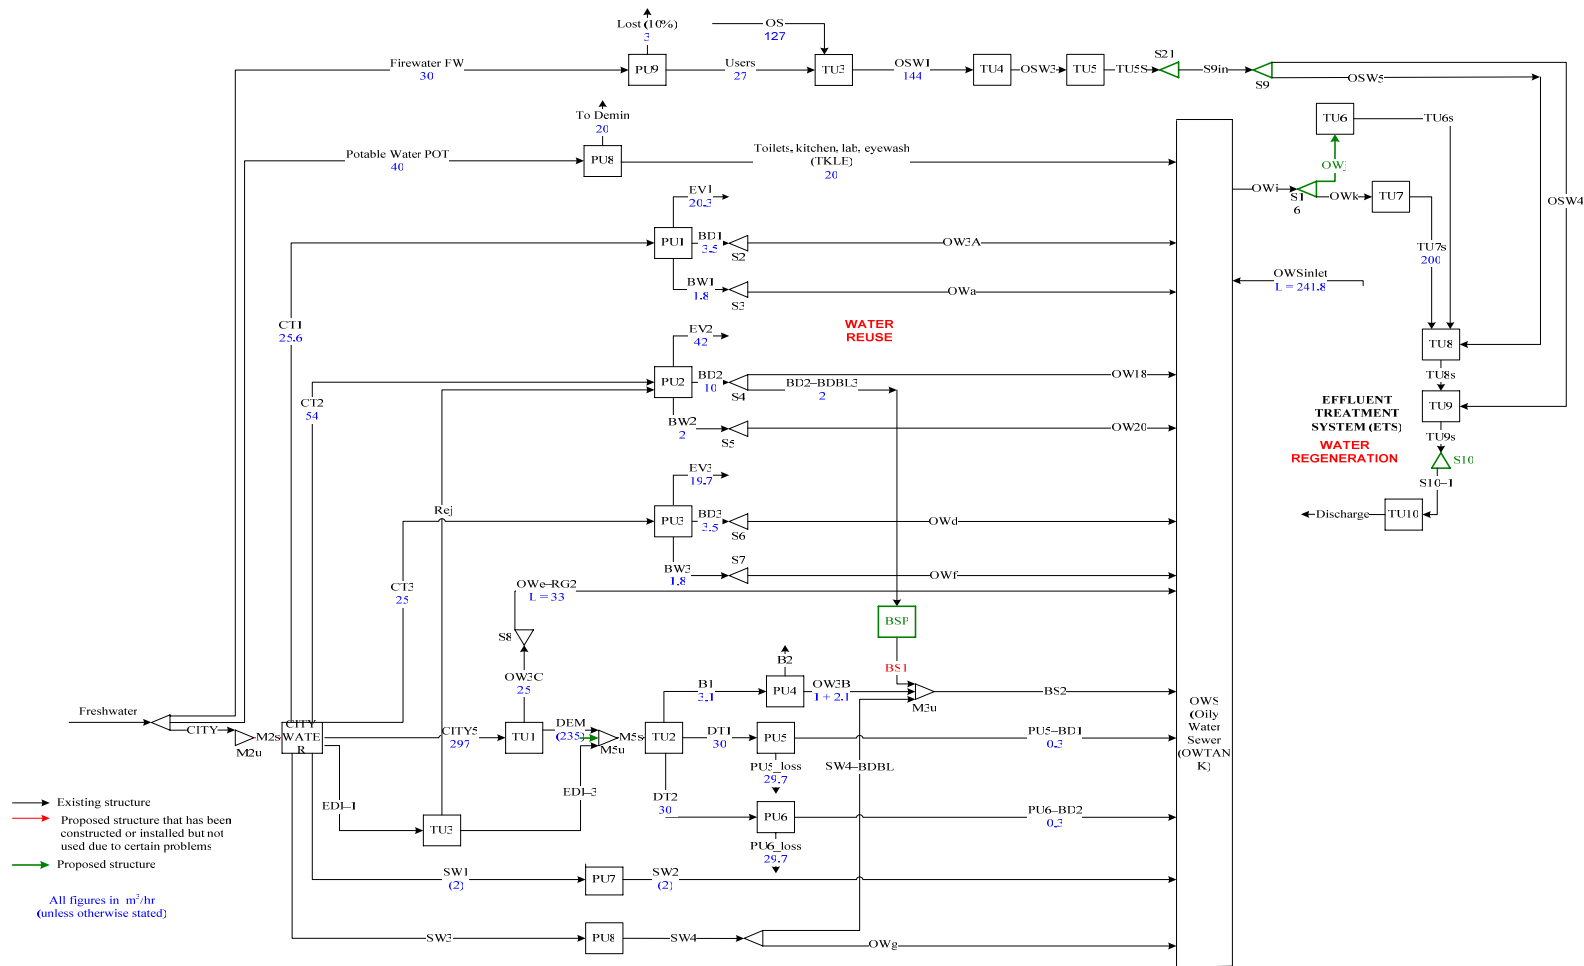 Lost (10%)
3
OS
127
Firewater FW
30
PU9
Users
27
TU3
OSW1
144
TU4
OSW3
TU5
TU5S
S21
S9in
S9
OSW5
To Demin
20
Potable Water POT
40
PU8
Toilets, kitchen, lab, eyewash
(TKLE)
20
TU6
TU6s
OWj
OWi
S1
6
OWk
TU7
OSW4
EV1
20.3
PU1
BD1
3.5
S2
OW3A
TU7s
200
BW1
1.8
S3
OWa
OWSinlet
L = 241.8
CT1
25.6
WATER
REUSE
EV2
42
PU2
BD2
10
S4
BD2-BDBL3
2
OW18
TU8
TU8s
CT2
54
BW2
2
S5
OW20
EFFLUENT
TREATMENT
SYSTEM (ETS)
TU9
TU9s
WATER
REGENERATION
S10
EV3
19.7
S10-1
Rej
PU3
BD3
3.5
S6
OWd
Discharge
TU10
BW3
1.8
S7
OWf
CT3
25
OWe-RG2
L = 33
BSP
S8
OW3C
25
B2
BS1
B1
3.1
PU4
OW3B
1 + 2.1
M3u
BS2
Freshwater
CITY
M2u
M2s
CITY
WATE
R
CITY5
297
TU1
DEM
(235)
M5u
M5s
TU2
DT1
30
PU5
PU5-BD1
0.3
OWS
(Oily
Water
Sewer
(OWTAN
K)
PU5_loss
29.7
SW4-BDBL
EDI-1
EDI-3
DT2
30
PU6
PU6-BD2
0.3
TU3
PU6_loss
29.7
Existing structure
Proposed structure that has been
constructed or installed but not
used due to certain problems
Proposed structure
SW1
(2)
PU7
SW2
(2)
All figures in m³/hr
(unless otherwise stated)
SW3
PU8
SW4
OWg